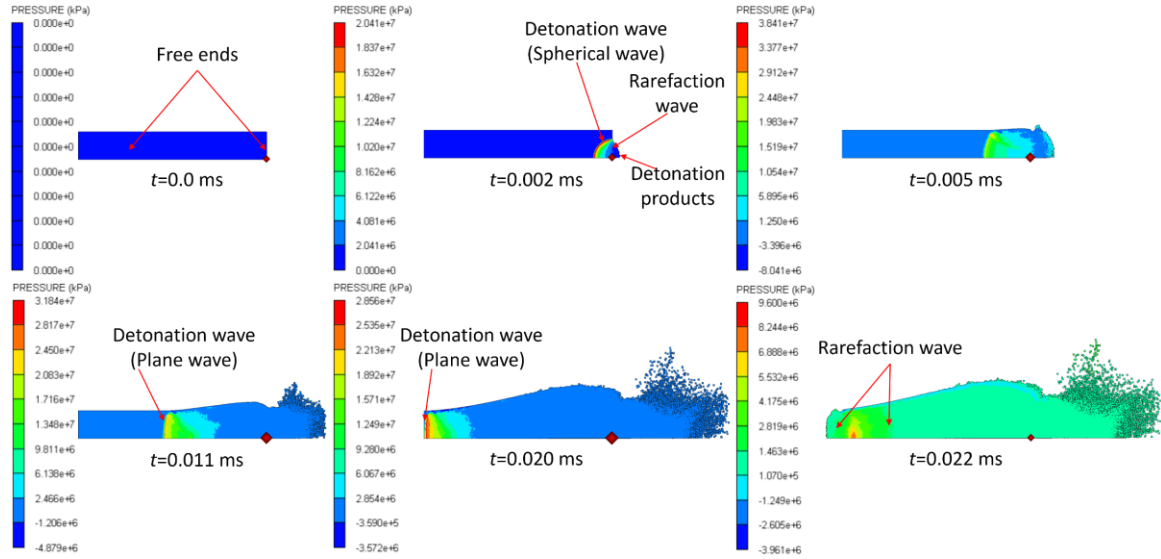 PRESSURE (kPa)
0.000e+0
0.000e+0
0.000e+0
0.000e+0
0.000e+0
0.000e+0
0.000e+0
0.000e+0
0.000e+0
0.000e+0
0.000e+0
Free ends
t=0.0 ms
PRESSURE (kPa)
2.041e+7
1.837e+7
1.632e+7
1.428e+7
1.224e+7
1.020e+7
8.162e+6
6.122e+6
4.081e+6
2.041e+6
0.000e+0
Detonation wave
(Spherical wave)
Rarefaction
wave
Detonation
products
t=0.002 ms
PRESSURE (kPa)
3.841e+7
3.377e+7
2.912e+7
2.448e+7
1.983e+7
1.519e+7
1.054e+7
5.895e+6
1.250e+6
-3.396e+6
-8.041e+6
t=0.005 ms
PRESSURE (kPa)
3.184e+7
2.817e+7
2.450e+7
2.083e+7
1.716e+7
1.348e+7
9.811e+6
6.138e+6
2.466e+6
-1.206e+6
-4.879e+6
Detonation wave
(Plane wave)
t=0.011 ms
PRESSURE (kPa)
2.856e+7
2.535e+7
2.213e+7
1.892e+7
1.571e+7
1.249e+7
9.280e+6
6.067e+6
2.854e+6
-3.590e+5
-3.572e+6
Detonation wave
(Plane wave)
t=0.020 ms
PRESSURE (kPa)
9.600e+6
8.244e+6
6.888e+6
5.532e+6
4.175e+6
2.819e+6
1.463e+6
1.070e+5
-1.249e+6
-2.605e+6
-3.961e+6
Rarefaction wave
t=0.022 ms